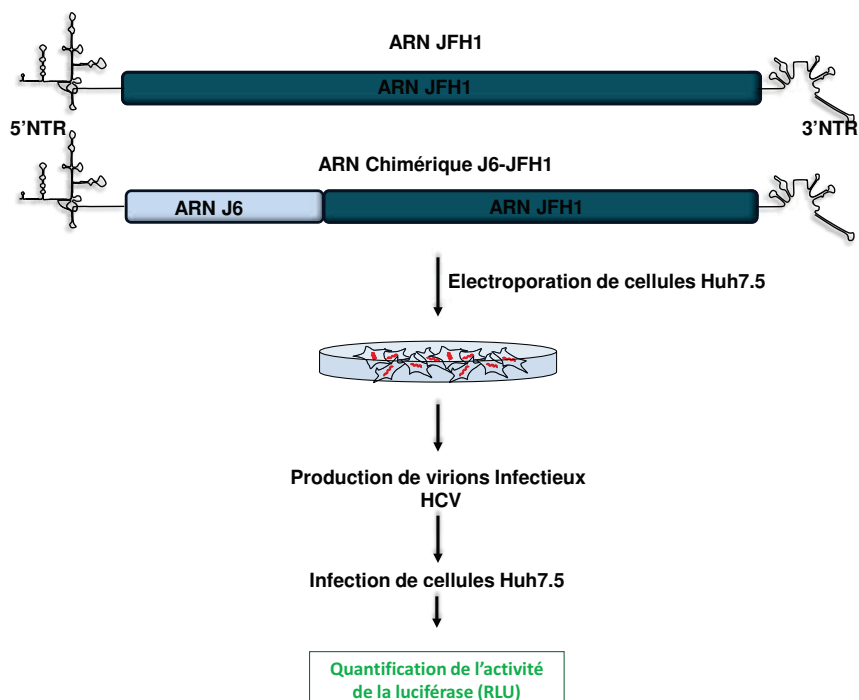 ARN JFH1
ARN JFH1
5’NTR
3’NTR
ARN Chimérique J6-JFH1
ARN J6
ARN JFH1
Electroporation de cellules Huh7.5
Production de virions Infectieux
HCV
Infection de cellules Huh7.5
Quantification de l’activité
de la luciférase (RLU)